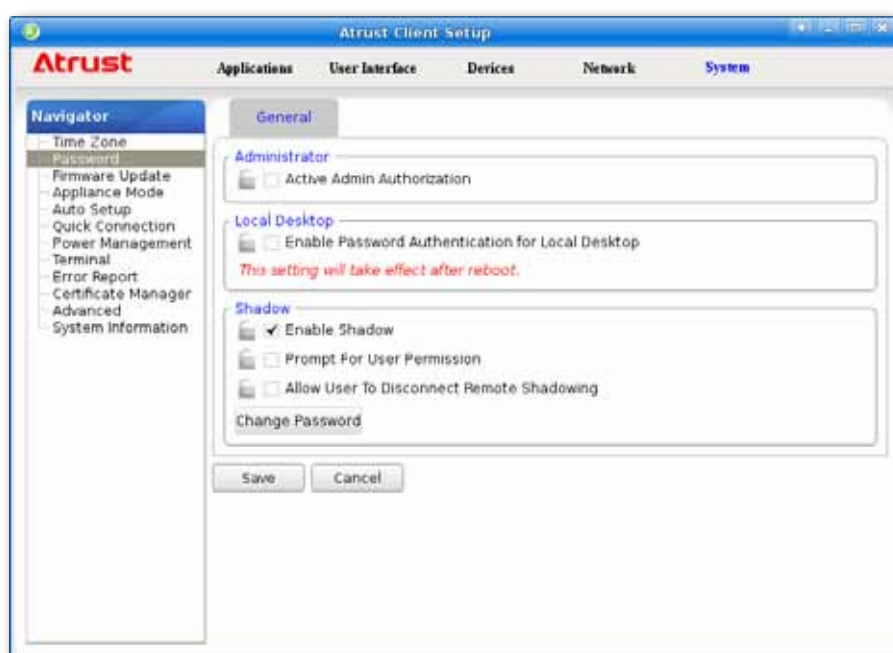 Atrust Client Setup
Atrust
Applications User Interface Devices Network System
Navigator
Time Zone
Password
Firmware Update
Appliance Mode
Auto Setup
Quick Connection
Power Management
Terminal
Error Report
Certificate Manager
Advanced
System Information
General
Administrator
Active Admin Authorization
Local Desktop
Enable Password Authentication for Local Desktop
This setting will take effect after reboot.
Shadow
Enable Shadow
Prompt For User Permission
Allow User To Disconnect Remote Shadowing
Change Password
Save Cancel